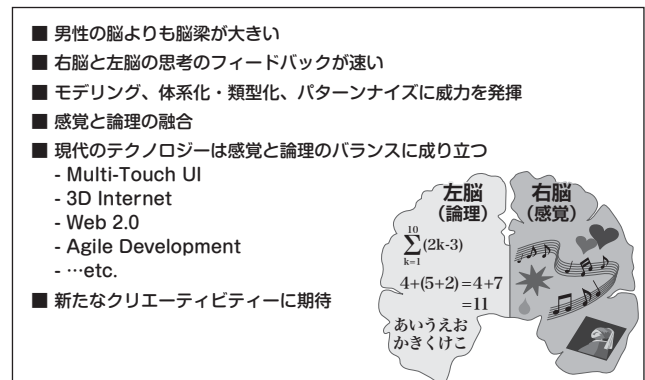 ■ 男性の脳よりも脳梁が大きい
■ 右脳と左脳の思考のフィードバックが速い
■ モデリング、体系化・類型化、パターンナイズに威力を発揮
■ 感覚と論理の融合
■ 現代のテクノロジーは感覚と論理のバランスに成り立つ
- Multi-Touch UI
- 3D Internet
- Web 2.0
- Agile Development
- …etc.
■ 新たなクリエーティビティーに期待
左脳
(論理)
10
∑(2k-3)
k=1
4+(5+2)=4+7
=11
あいうえお
かきくけこ
右脳
(感覚)